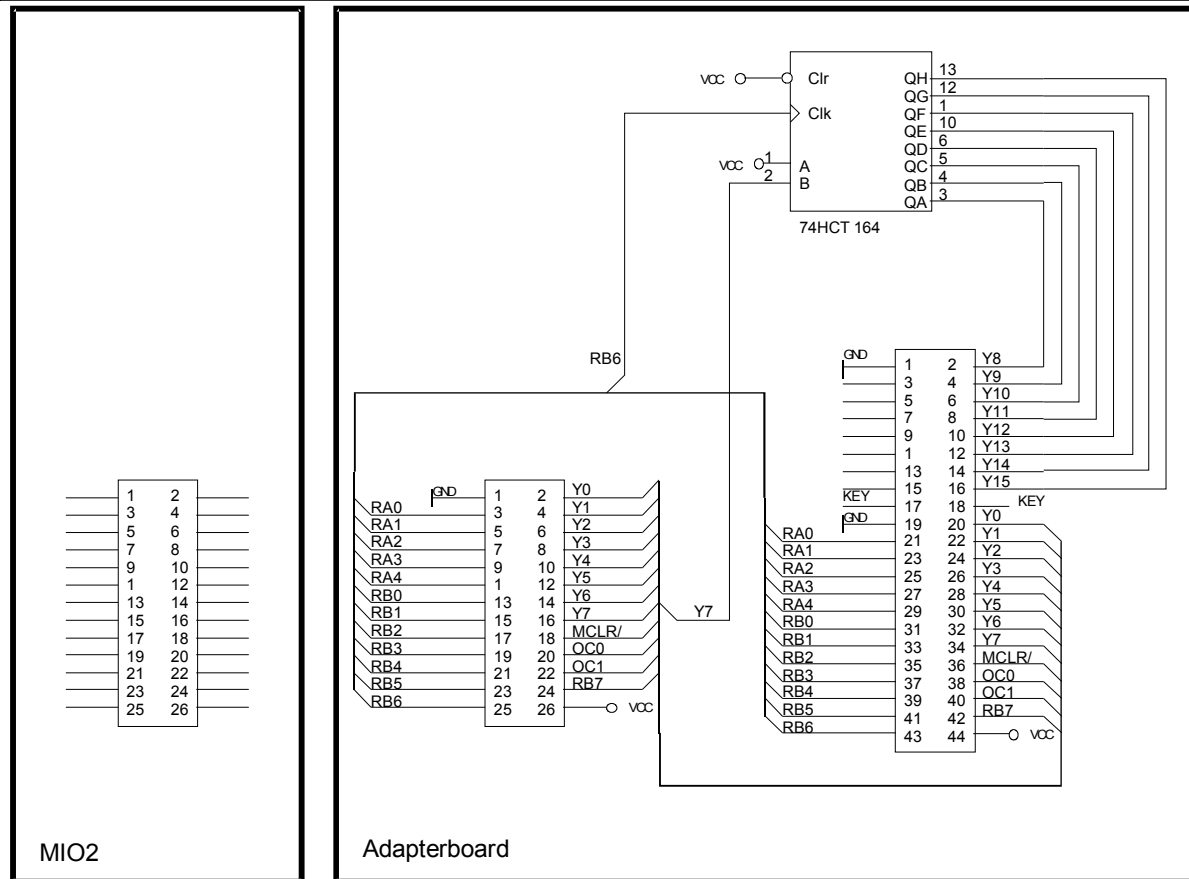 VCC
Clr
Clk
VCC 1 A
2 B
QH 13
QG 12
QF 1
QE 10
QD 6
QC 5
QB 4
QA 3
74HCT 164
RB6
GND 1 2 Y8
3 4 Y9
5 6 Y10
7 8 Y11
9 10 Y12
1 12 Y13
13 14 Y14
15 16 Y15
KEY 17 18 KEY
GND 19 20 Y0
RA0 21 22 Y1
RA1 23 24 Y2
RA2 25 26 Y3
RA3 27 28 Y4
RA4 29 30 Y5
RB0 31 32 Y6
RB1 33 34 Y7
RB2 35 36 MCLR/
RB3 37 38 OC0
RB4 39 40 OC1
RB5 41 42 RB7
RB6 43 44 VCC
1 2
3 4
5 6
7 8
9 10
1 12
13 14
15 16
17 18
19 20
21 22
23 24
25 26
GND 1 2 Y0
RA0 3 4 Y1
RA1 5 6 Y2
RA2 7 8 Y3
RA3 9 10 Y4
RA4 1 12 Y5
RB0 13 14 Y6
RB1 15 16 Y7
RB2 17 18 MCLR/
RB3 19 20 OC0
RB4 21 22 OC1
RB5 23 24 RB7
RB6 25 26 VCC
Y7
MIO2
Adapterboard